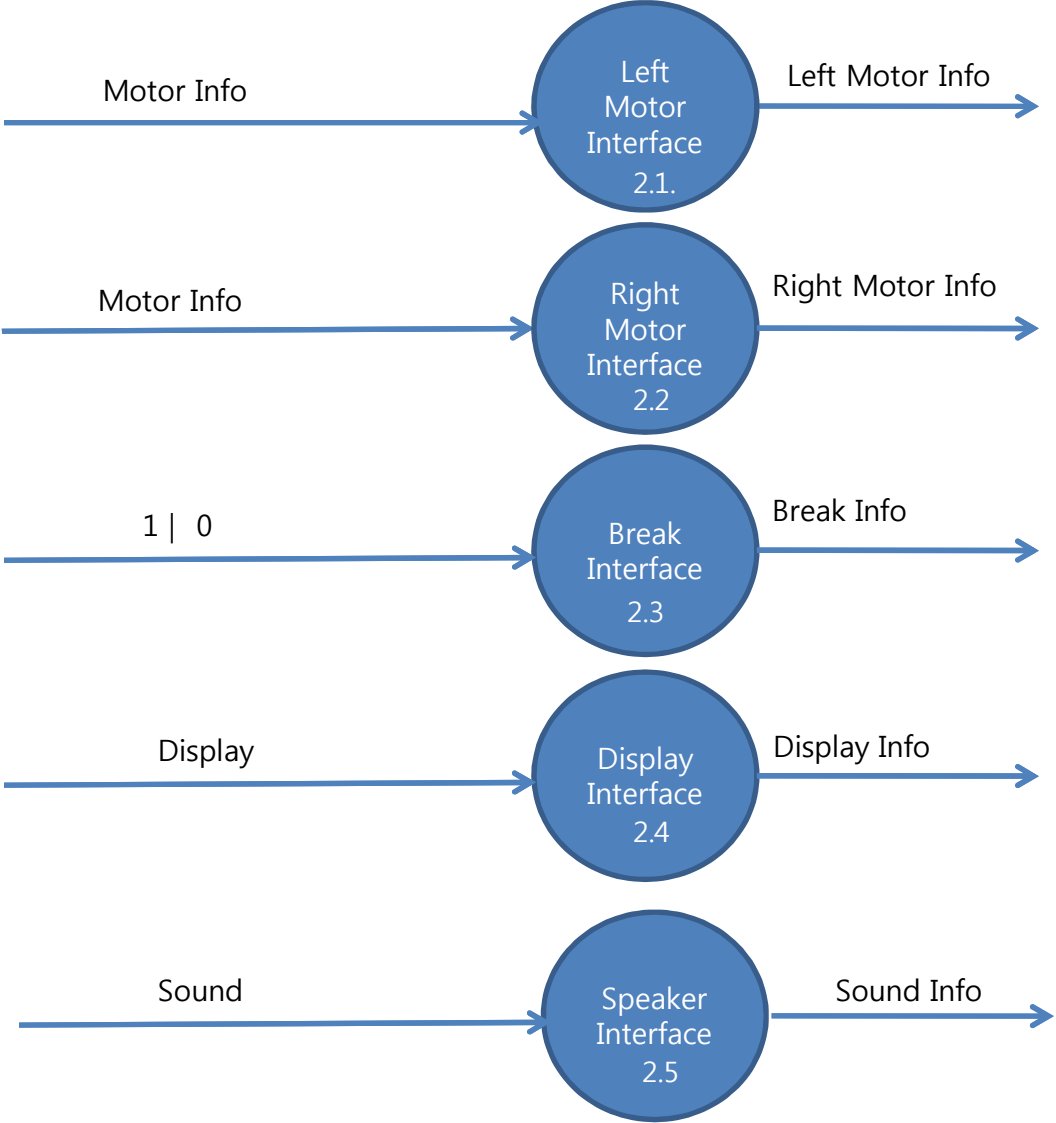 Motor Info
Left
Motor
Interface
2.1.
Left Motor Info
Motor Info
Right
Motor
Interface
2.2
Right Motor Info
1 | 0
Break
Interface
2.3
Break Info
Display
Display
Interface
2.4
Display Info
Sound
Speaker
Interface
2.5
Sound Info